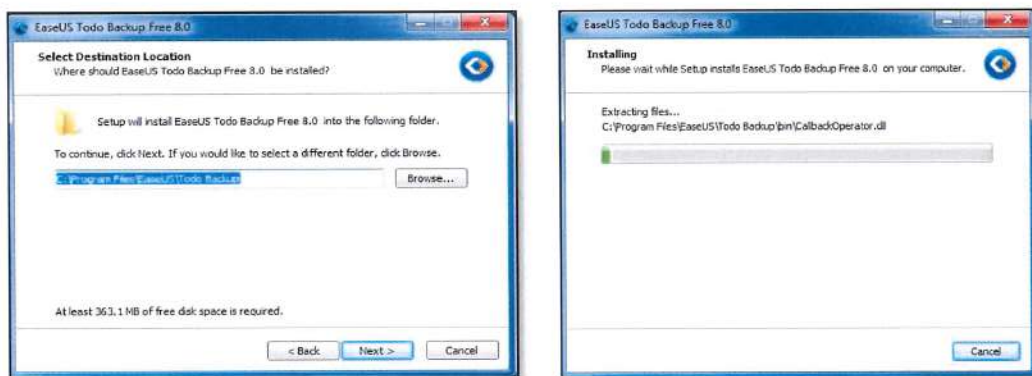 EaseUS Todo Backup Free 8.0
Select Destination Location
Where should EaseUS Todo Backup Free 8.0 be installed?
Setup will install EaseUS Todo Backup Free 8.0 into the following folder.
To continue, click Next. If you would like to select a different folder, click Browse.
C:\Program Files\EaseUS\Todo Backup
Browse...
At least 363.1 MB of free disk space is required.
< Back
Next >
Cancel
EaseUS Todo Backup Free 8.0
Installing
Please wait while Setup installs EaseUS Todo Backup Free 8.0 on your computer.
Extracting files...
C:\Program Files\EaseUS\Todo Backup\bin\CallbackOperator.dll
Cancel